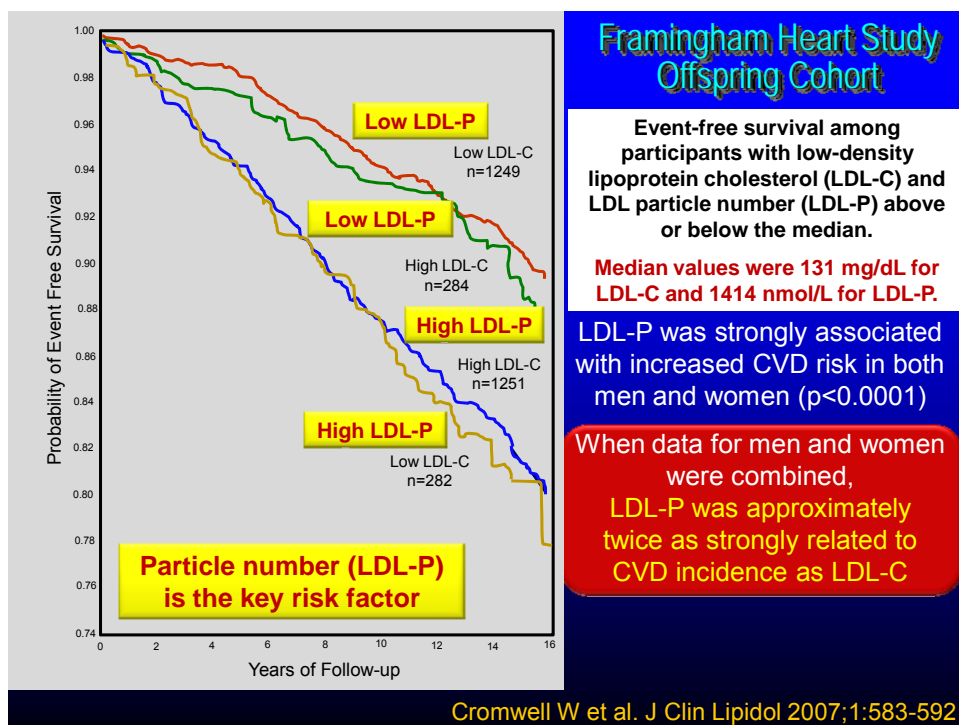 Framingham Heart Study
Offspring Cohort
1.00
0.98
0.96
0.94
0.92
0.90
0.88
0.86
0.84
0.82
0.80
0.78
0.76
0.74
Probability of Event Free Survival
0
2
4
6
8
10
12
14
16
Years of Follow-up
Low LDL-P
Low LDL-C
n=1249
Low LDL-P
High LDL-C
n=284
High LDL-P
High LDL-C
n=1251
High LDL-P
Low LDL-C
n=282
Particle number (LDL-P)
is the key risk factor
Event-free survival among
participants with low-density
lipoprotein cholesterol (LDL-C) and
LDL particle number (LDL-P) above
or below the median.
Median values were 131 mg/dL for
LDL-C and 1414 nmol/L for LDL-P.
LDL-P was strongly associated
with increased CVD risk in both
men and women (p<0.0001)
When data for men and women
were combined,
LDL-P was approximately
twice as strongly related to
CVD incidence as LDL-C
Cromwell W et al. J Clin Lipidol 2007;1:583-592